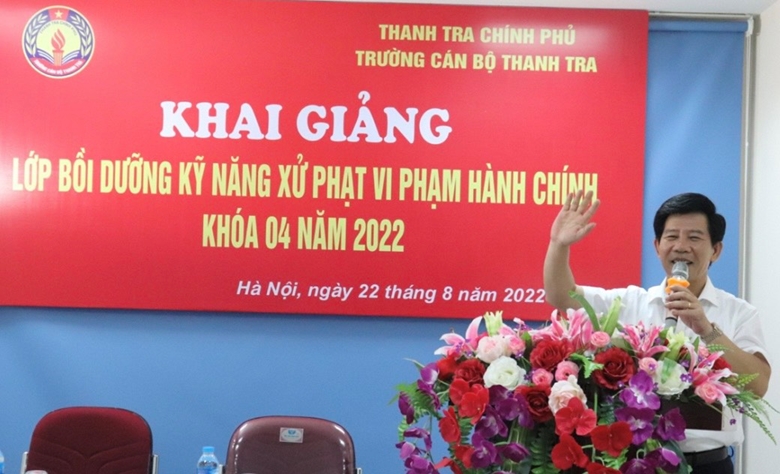 THANH TRA CHÍNH PHỦ
TRƯỜNG CÁN BỘ THANH TRA
KHAI GIẢNG
LỚP BỒI DƯỠNG KỸ NĂNG XỬ PHẠT VI PHẠM HÀNH CHÍNH
KHÓA 04 NĂM 2022
Hà Nội, ngày 22 tháng 8 năm 2022